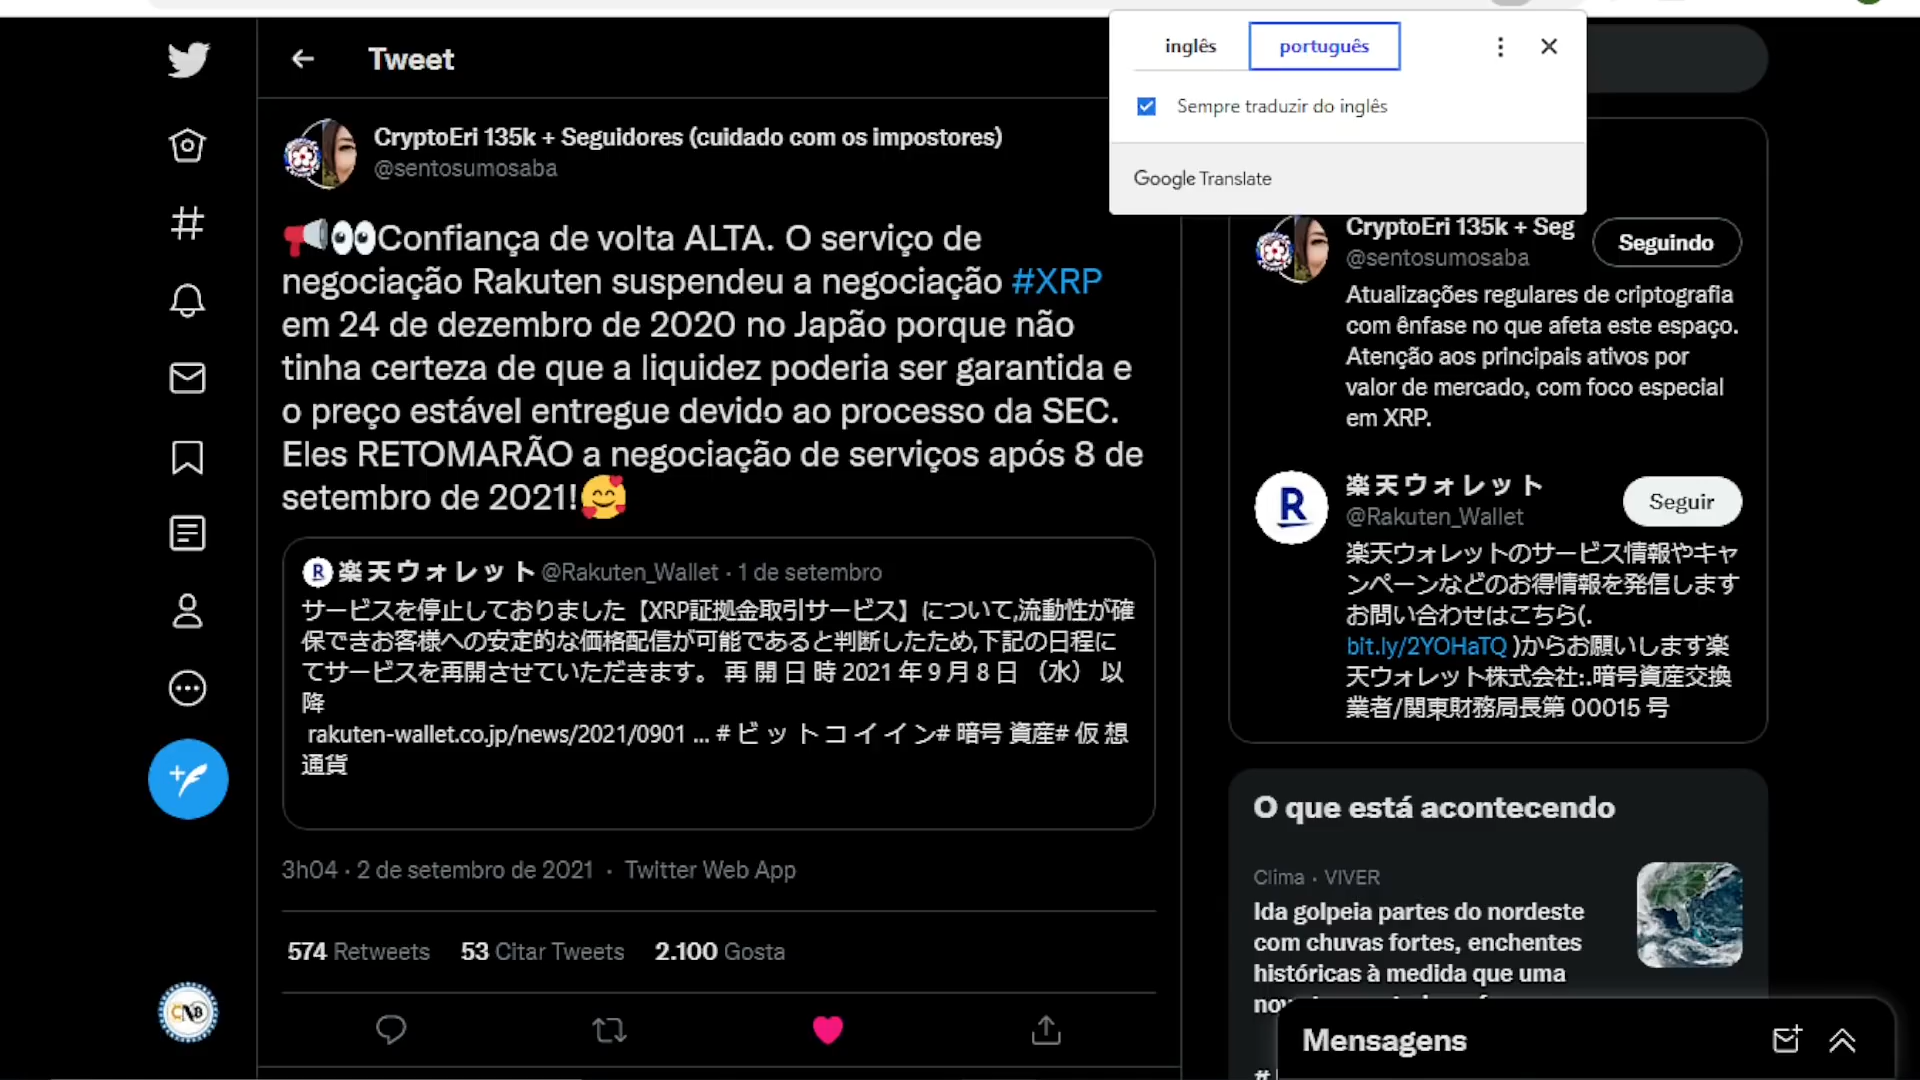 Tweet
CryptoEri 135k + Seguidores (cuidado com os impostores)
@sentosumosaba
Confiança de volta ALTA. O serviço de
negociação Rakuten suspendeu a negociação #XRP
em 24 de dezembro de 2020 no Japão porque não
tinha certeza de que a liquidez poderia ser garantida e
o preço estável entregue devido ao processo da SEC.
Eles RETOMARÃO a negociação de serviços após 8 de
setembro de 2021!
R 楽天ウォレット @Rakuten_Wallet · 1 de setembro
サービスを停止しておりました【XRP証拠金取引サービス】について,流動性が確
保できお客様への安定的な価格配信が可能であると判断したため,下記の日程に
てサービスを再開させていただきます。 再 開 日 時 2021 年 9 月 8 日 （水） 以
降
rakuten-wallet.co.jp/news/2021/0901 ... # ビ ッ ト コ イ イ ン# 暗号 資産# 仮 想
通貨
3h04 · 2 de setembro de 2021 · Twitter Web App
574 Retweets 53 Citar Tweets 2.100 Gosta
inglês português
Sempre traduzir do inglês
Google Translate
CryptoEri 135k + Seg Seguindo
@sentosumosaba
Atualizações regulares de criptografia
com ênfase no que afeta este espaço.
Atenção aos principais ativos por
valor de mercado, com foco especial
em XRP.
R
楽天ウォレット
Seguir
@Rakuten_Wallet
楽天ウォレットのサービス情報やキャ
ンペーンなどのお得情報を発信します
お問い合わせはこちら(.
bit.ly/2YOHaTQ )からお願いします楽
天ウォレット株式会社:.暗号資産交換
業者/関東財務局長第 00015 号
O que está acontecendo
Clima · VIVER
Ida golpeia partes do nordeste
com chuvas fortes, enchentes
históricas à medida que uma
Mensagens
CNB